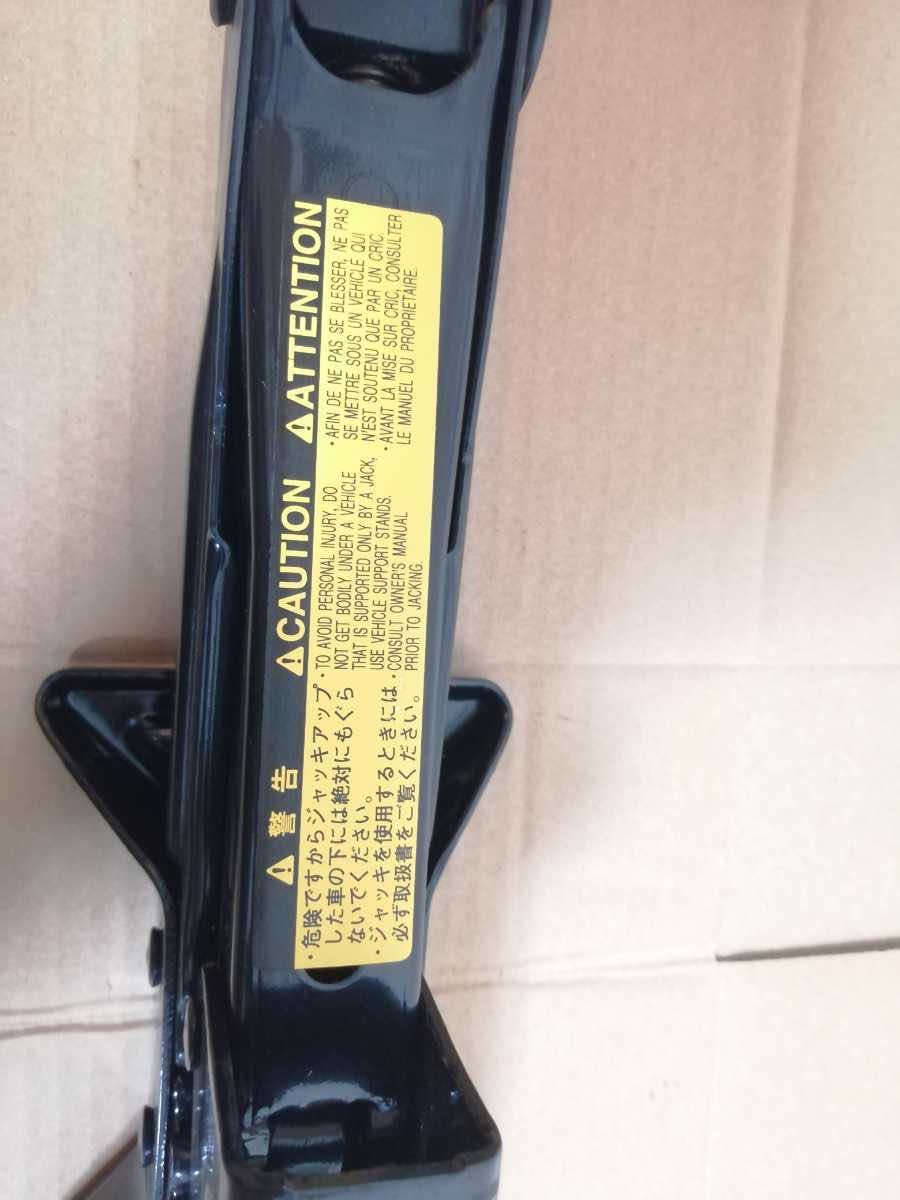 ⚠警告
・危険ですからジャッキアップ
した車の下には絶対にもぐら
ないでください。
・ジャッキを使用するときには
必ず取扱書をご覧ください。
⚠CAUTION
・TO AVOID PERSONAL INJURY, DO
NOT GET BODILY UNDER A VEHICLE
THAT IS SUPPORTED ONLY BY A JACK,
USE VEHICLE SUPPORT STANDS.
・CONSULT OWNER'S MANUAL
PRIOR TO JACKING.
⚠ATTENTION
・AFIN DE NE PAS SE BLESSER, NE PAS
SE METTRE SOUS UN VEHICLE QUI
N'EST SOUTENU QUE PAR UN CRIC.
・AVANT LA MISE SUR CRIC, CONSULTER
LE MANUEL DU PROPRIETAIRE.